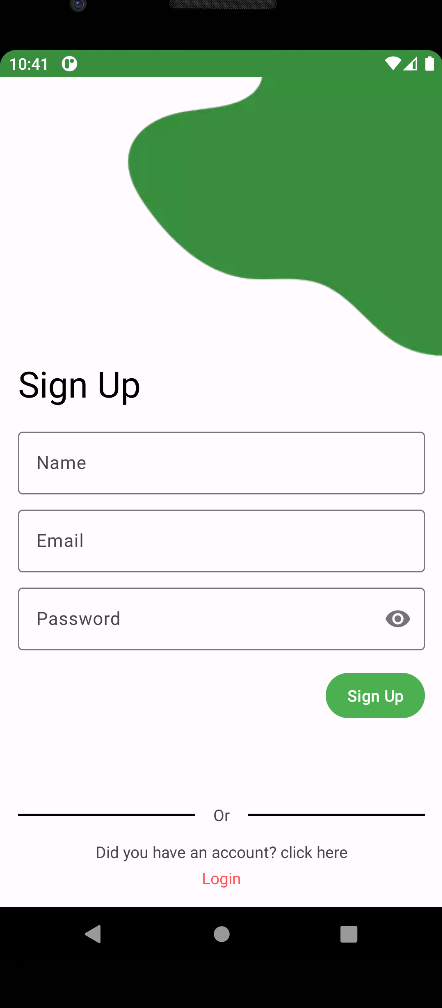 10:41
Sign Up
Name
Email
Password
Sign Up
Or
Did you have an account? click here
Login